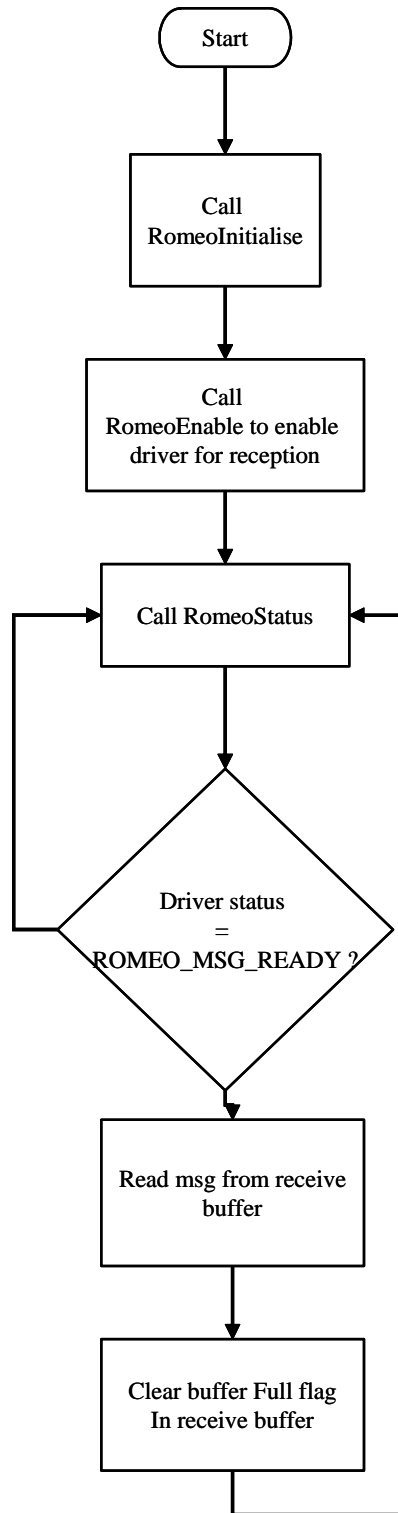 Start
Call
RomeoInitialise
Call
RomeoEnable to enable
driver for reception
Call RomeoStatus
Driver status
=
ROMEO_MSG_READY ?
Read msg from receive
buffer
Clear buffer Full flag
In receive buffer